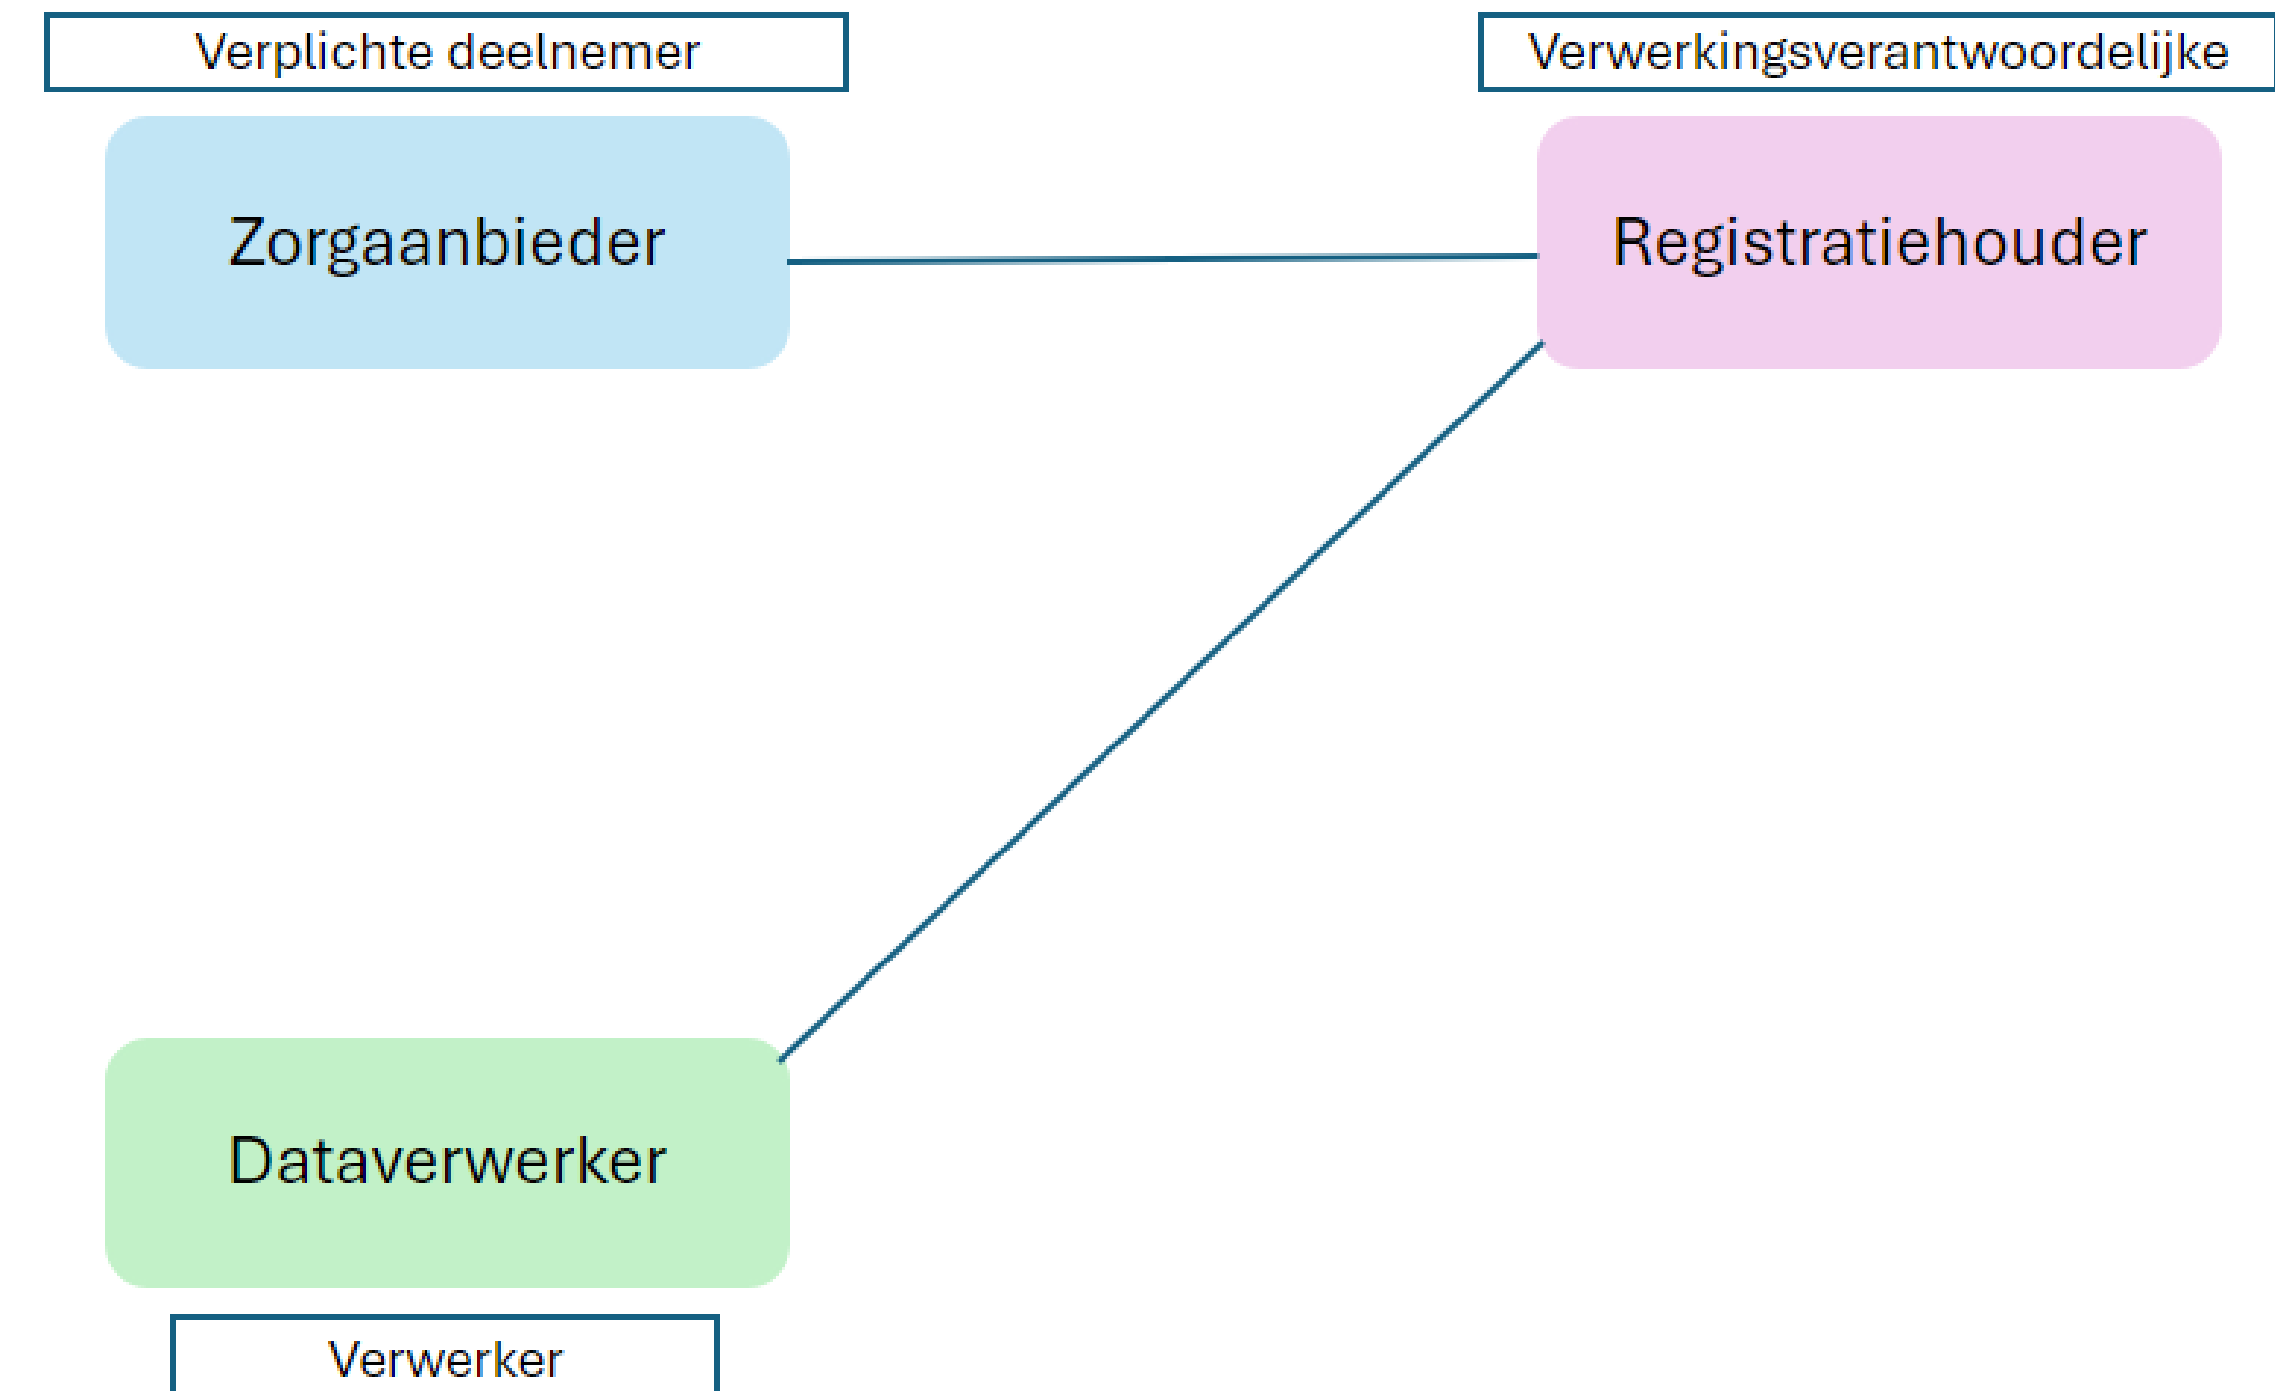 Verplichte deelnemer
Verwerkingsverantwoordelijke
Zorgaanbieder
Registratiehouder
Dataverwerker
Verwerker